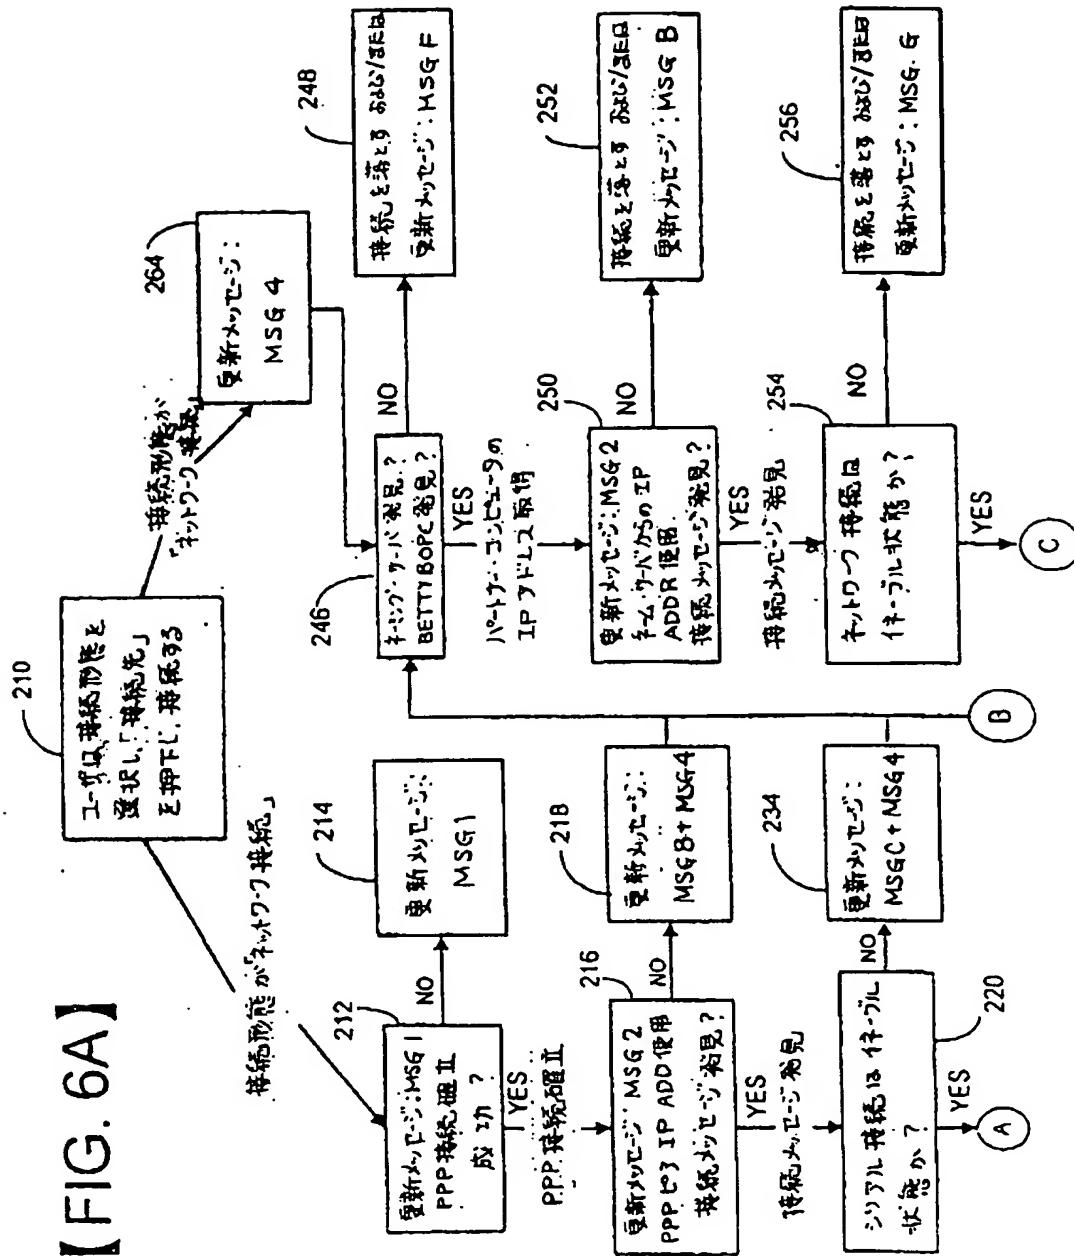 【FIG. 6A】
210
ユーザは、接続形態を
選択し、「接続先」
を押下し、接続する
接続形態が「ネットワーク接続」
接続形態が
「ネットワーク接続」
264
更新メッセージ:
MSG 4
212
更新メッセージ:MSG 1
PPP接続確立
成功?
NO
214
更新メッセージ:
MSG 1
YES
PPP接続確立
216
更新メッセージ MSG 2
PPPピア IP ADD使用
接続メッセージ発見?
NO
218
更新メッセージ:
MSG B + MSG 4
YES
接続メッセージ発見
220
シリアル接続はイネーブル
状態か?
NO
234
更新メッセージ:
MSG C + MSG 4
YES
A
B
246
ネーミング・サーバ発見?
BETTY BOPC発見?
NO
248
接続を落とす および/または
更新メッセージ:MSG F
YES
パートナー・コンピュータの
IPアドレス取得
250
更新メッセージ:MSG 2
ネーム・サーバからのIP
ADDR使用.
接続メッセージ発見?
NO
252
接続を落とす および/または
更新メッセージ:MSG B
YES
接続メッセージ発見
254
ネットワーク接続は
イネーブル状態か?
NO
256
接続を落とす および/または
更新メッセージ:MSG. G
YES
C